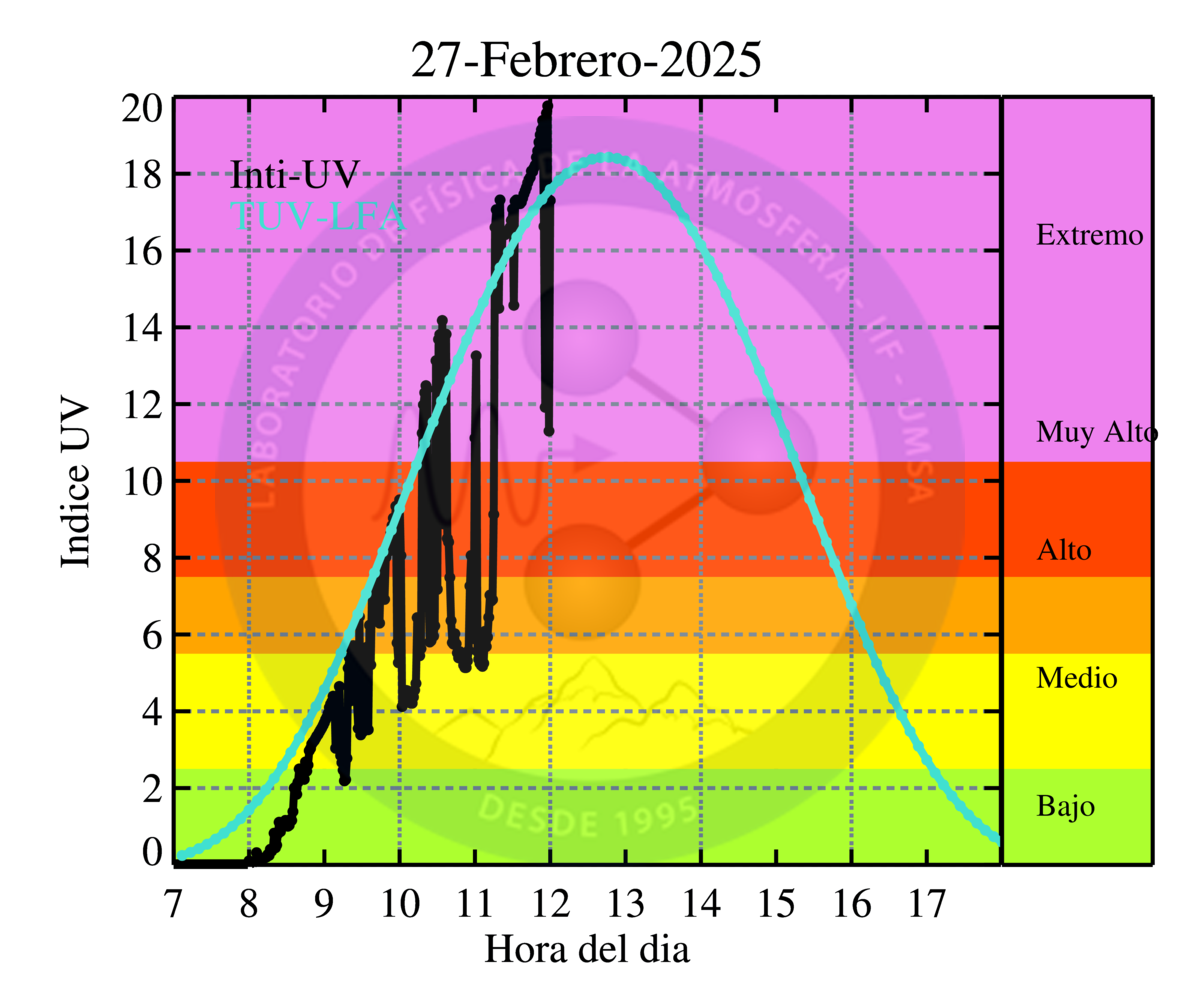 27-Febrero-2025
Indice UV
20
18
16
14
12
10
8
6
4
2
0
Inti-UV
TUV-LFA
LABORATORIO DE FÍSICA DE LA ATMÓSFERA - IIF - UMSA
DESDE 1995
Extremo
Muy Alto
Alto
Medio
Bajo
7 8 9 10 11 12 13 14 15 16 17
Hora del dia